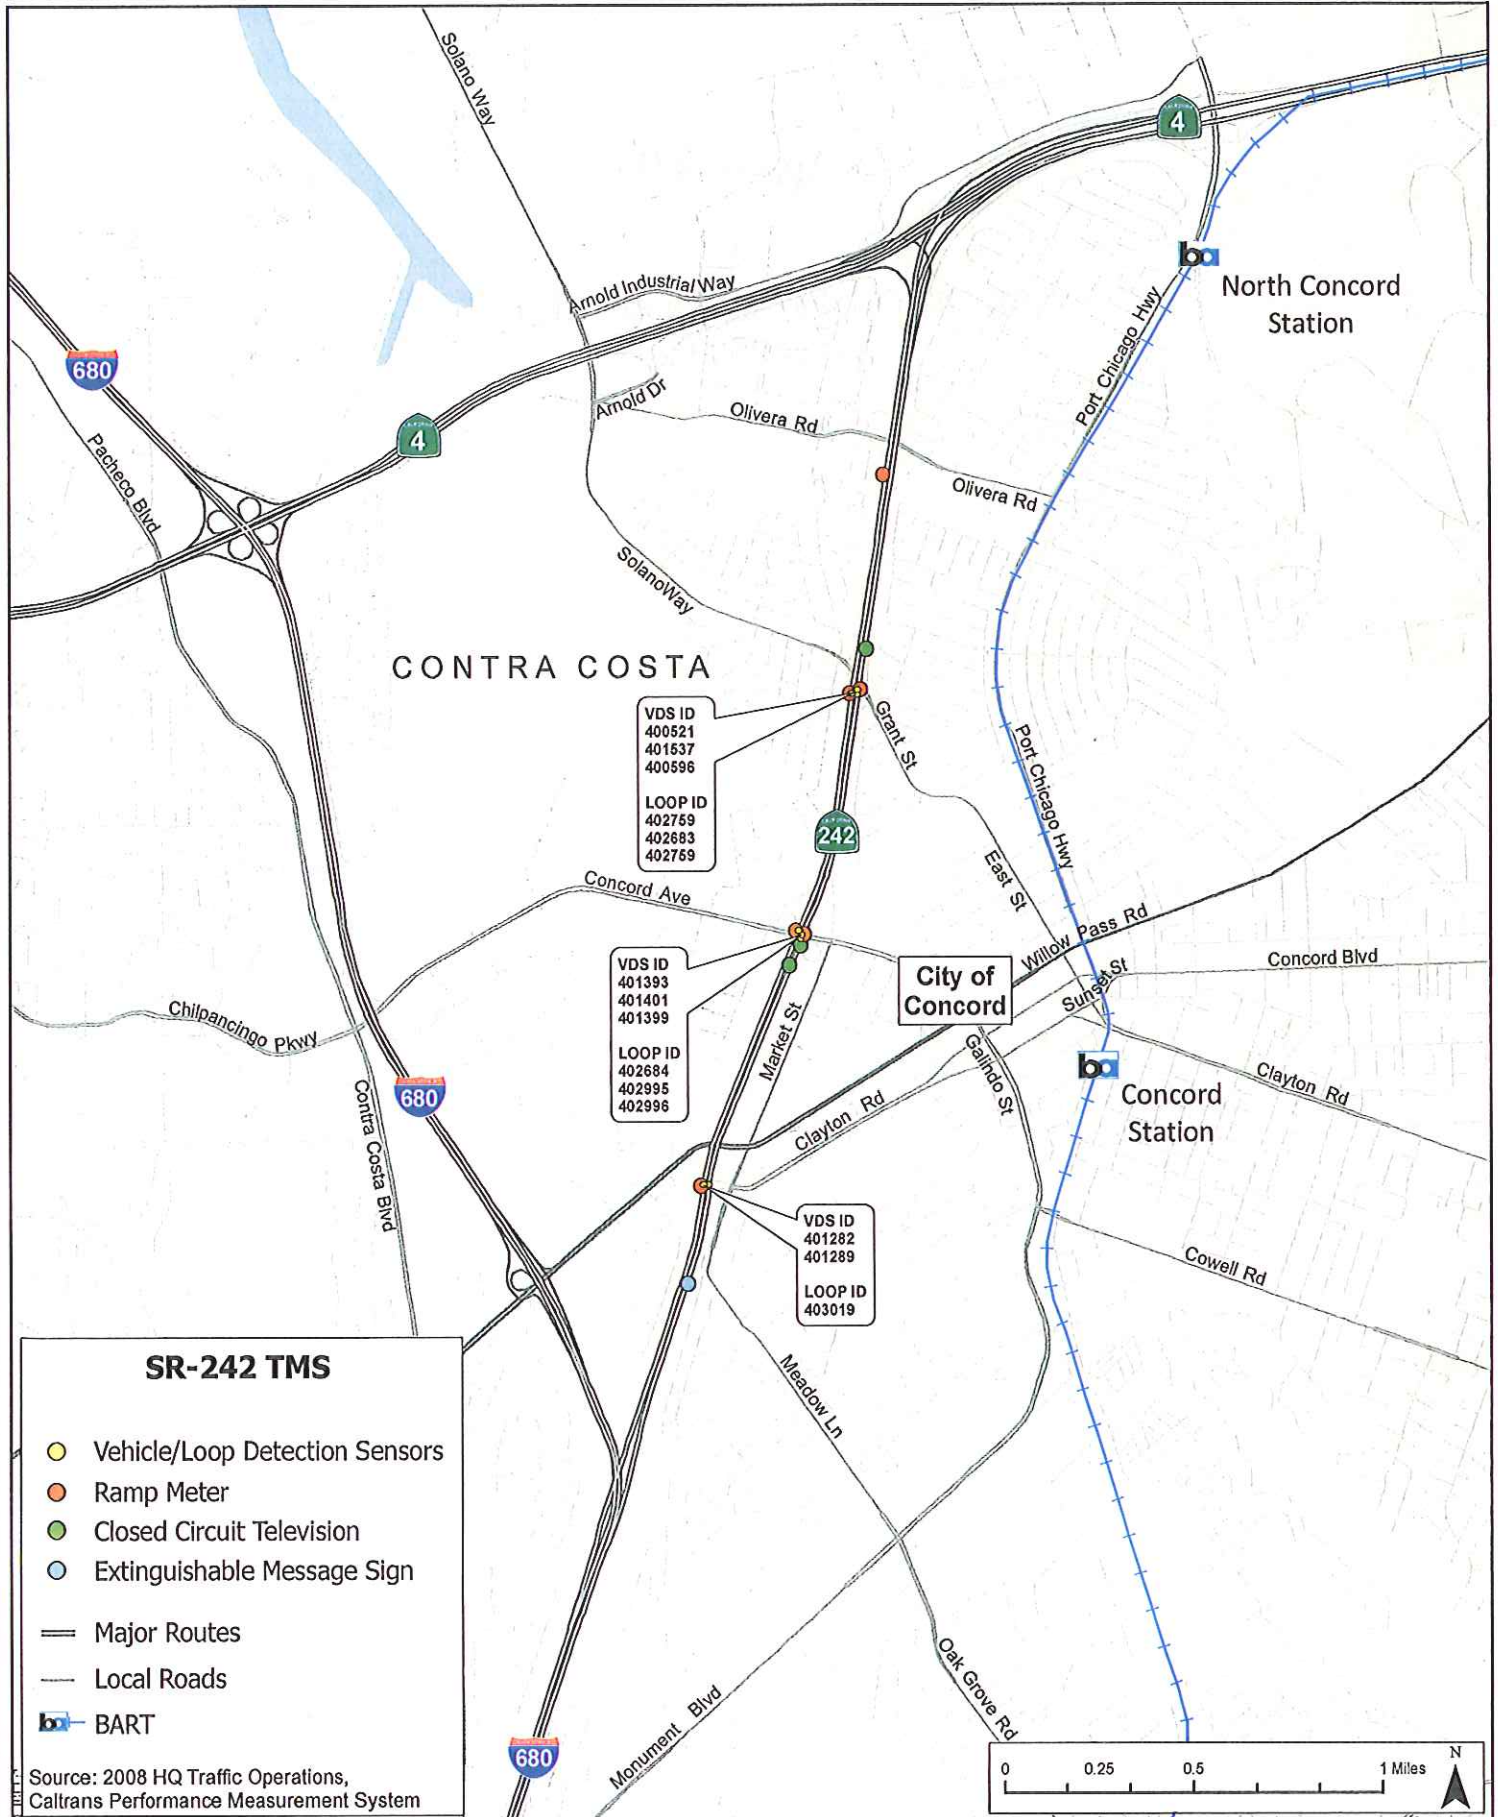 Solano Way
4
North Concord
Station
Arnold Industrial Way
Port Chicago Hwy
680
4
Arnold Dr
Olivera Rd
Olivera Rd
Pacheco Blvd
SolanoWay
CONTRA COSTA
VDS ID
400521
401537
400596
LOOP ID
402759
402683
402759
Grant St
Port Chicago Hwy
242
East St
Concord Ave
Willow Pass Rd
Concord Blvd
Sunset St
City of
Concord
VDS ID
401393
401401
401399
LOOP ID
402684
402995
402996
Chilpancingo Pkwy
Market St
Galindo St
Clayton Rd
Clayton Rd
Concord
Station
680
Contra Costa Blvd
VDS ID
401282
401289
LOOP ID
403019
Cowell Rd
Meadow Ln
Oak Grove Rd
Monument Blvd
680
SR-242 TMS
Vehicle/Loop Detection Sensors
Ramp Meter
Closed Circuit Television
Extinguishable Message Sign
Major Routes
Local Roads
ba BART
Source: 2008 HQ Traffic Operations,
Caltrans Performance Measurement System
0 0.25 0.5 1 Miles
N